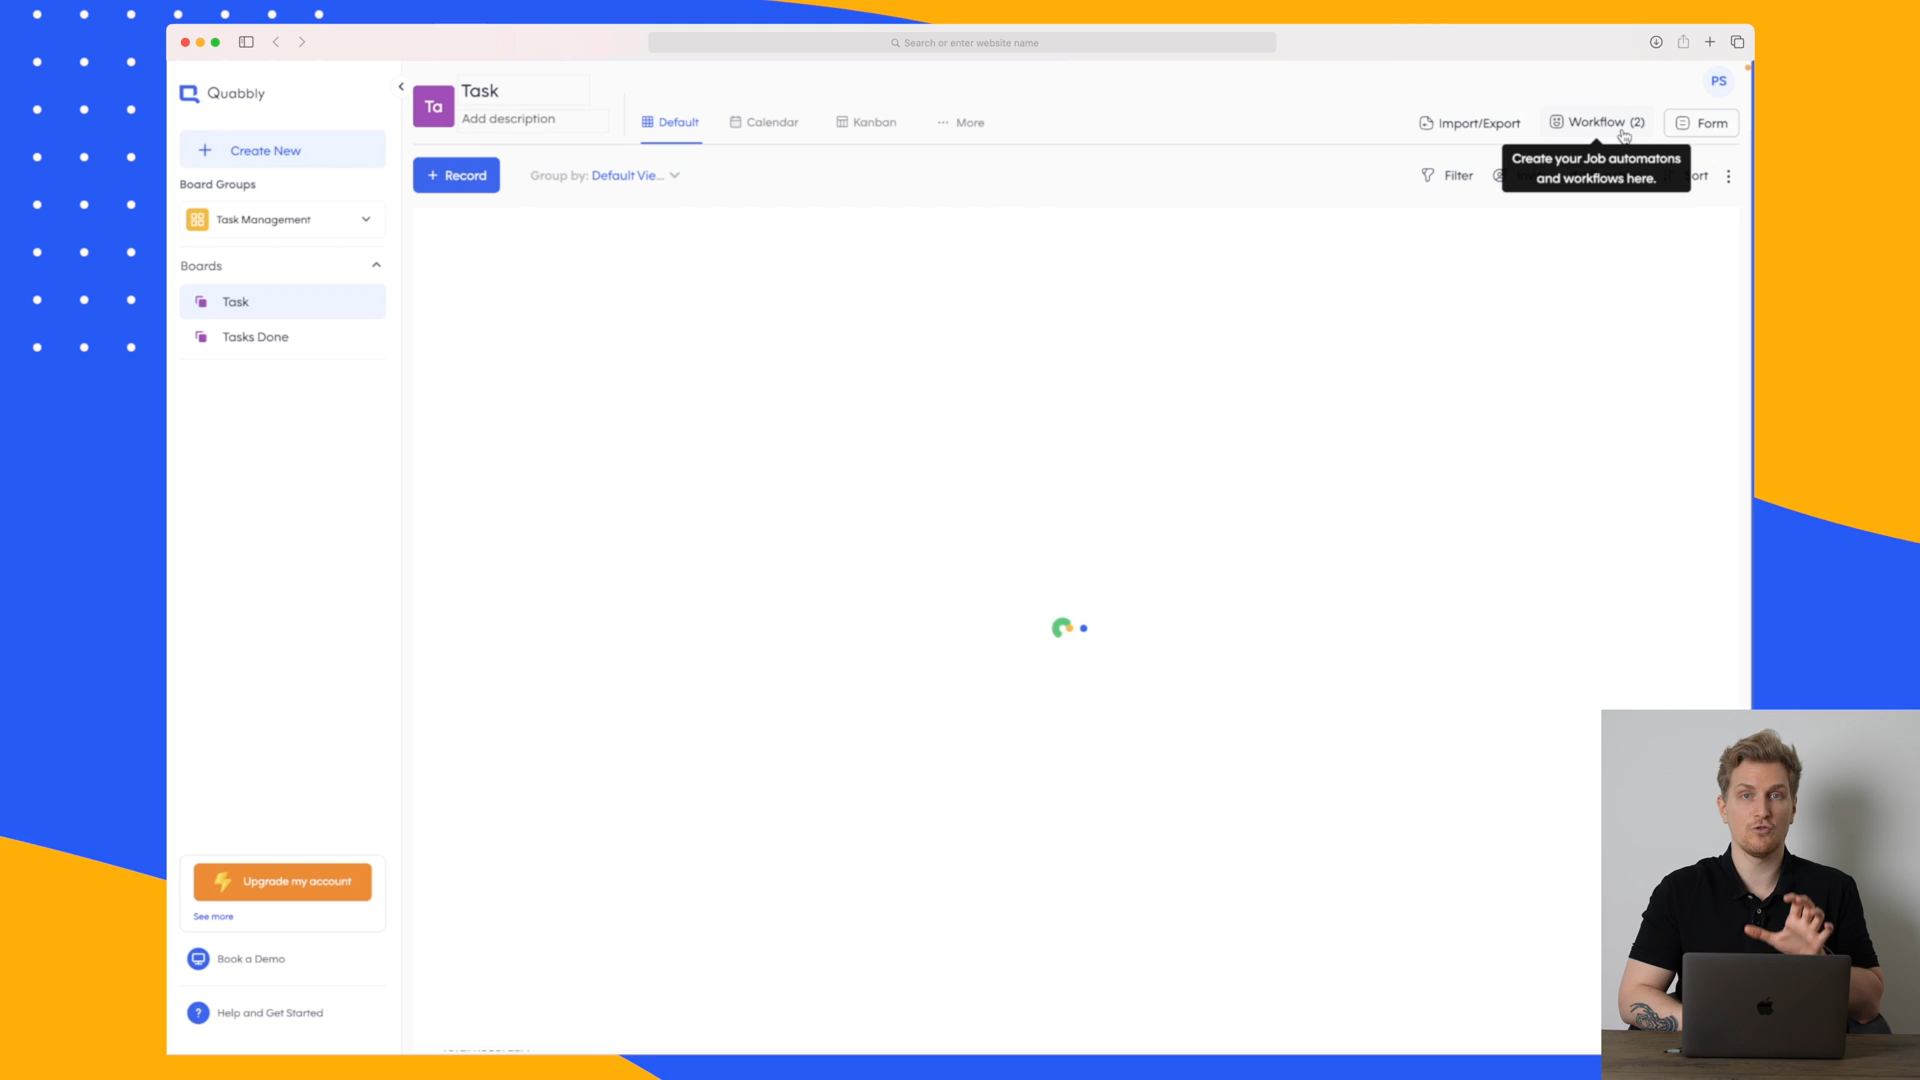 Search or enter website name
Quabbly
Create New
Board Groups
Task Management
Boards
Task
Tasks Done
Upgrade my account
See more
Book a Demo
? Help and Get Started
Ta
Task
Add description
Default
Calendar
Kanban
More
Import/Export
Workflow (2)
Form
PS
Create your Job automatons
and workflows here.
+ Record
Group by: Default Vie...
Filter
ort